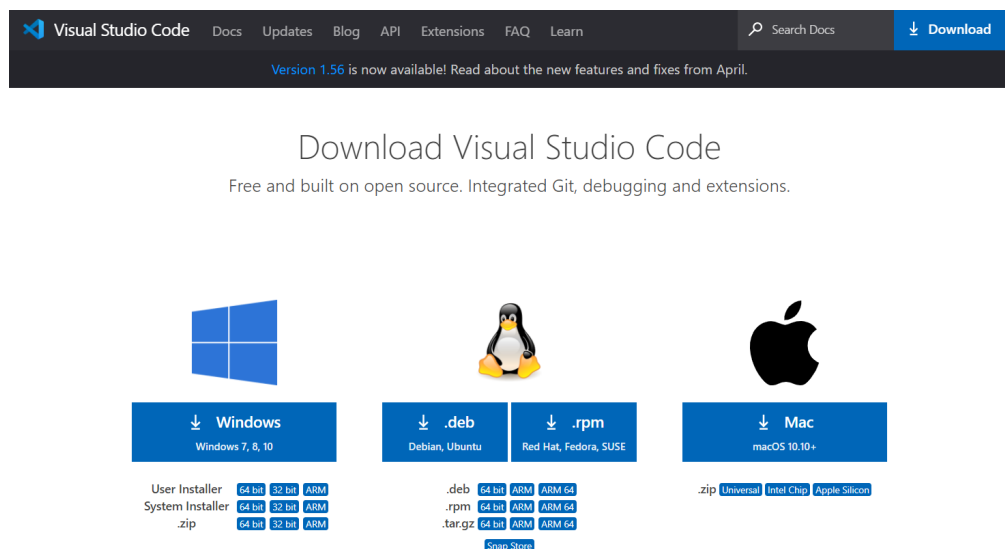 Visual Studio Code Docs Updates Blog API Extensions FAQ Learn Search Docs Download
Version 1.56 is now available! Read about the new features and fixes from April.
Download Visual Studio Code
Free and built on open source. Integrated Git, debugging and extensions.
Windows
Windows 7, 8, 10
User Installer 64 bit 32 bit ARM
System Installer 64 bit 32 bit ARM
.zip 64 bit 32 bit ARM
.deb
Debian, Ubuntu
.rpm
Red Hat, Fedora, SUSE
.deb 64 bit ARM ARM 64
.rpm 64 bit ARM ARM 64
.tar.gz 64 bit ARM ARM 64
Snap Store
Mac
macOS 10.10+
.zip Universal Intel Chip Apple Silicon